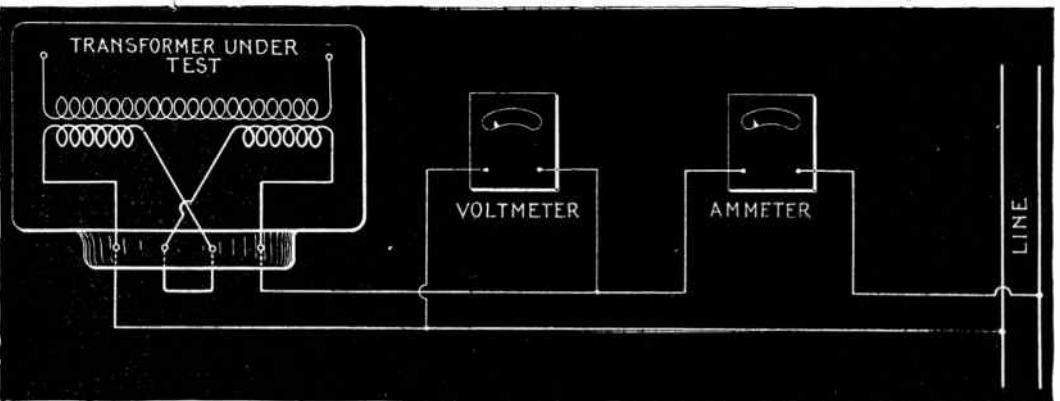 TRANSFORMER UNDER
TEST
VOLTMETER
AMMETER
LINE